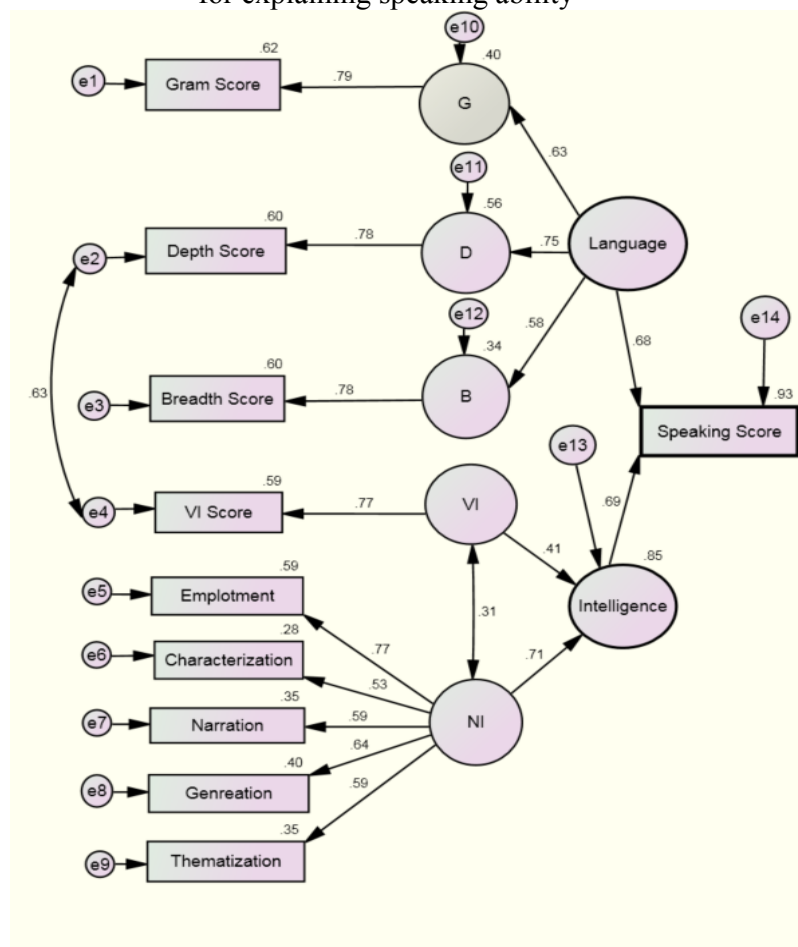 for explaining speaking ability
e10
.62
.40
e1
Gram Score
.79
G
e11
.63
.56
.60
e2
Depth Score
.78
D
.75
Language
e12
.58
.34
.68
e14
.60
.63
e3
Breadth Score
.78
B
.93
Speaking Score
e13
.59
e4
VI Score
.77
VI
.69
.41
.85
.59
e5
Emplotment
.31
Intelligence
.28
.77
e6
Characterization
.53
.71
.35
e7
Narration
.59
NI
.64
.40
e8
Genreation
.59
.35
e9
Thematization